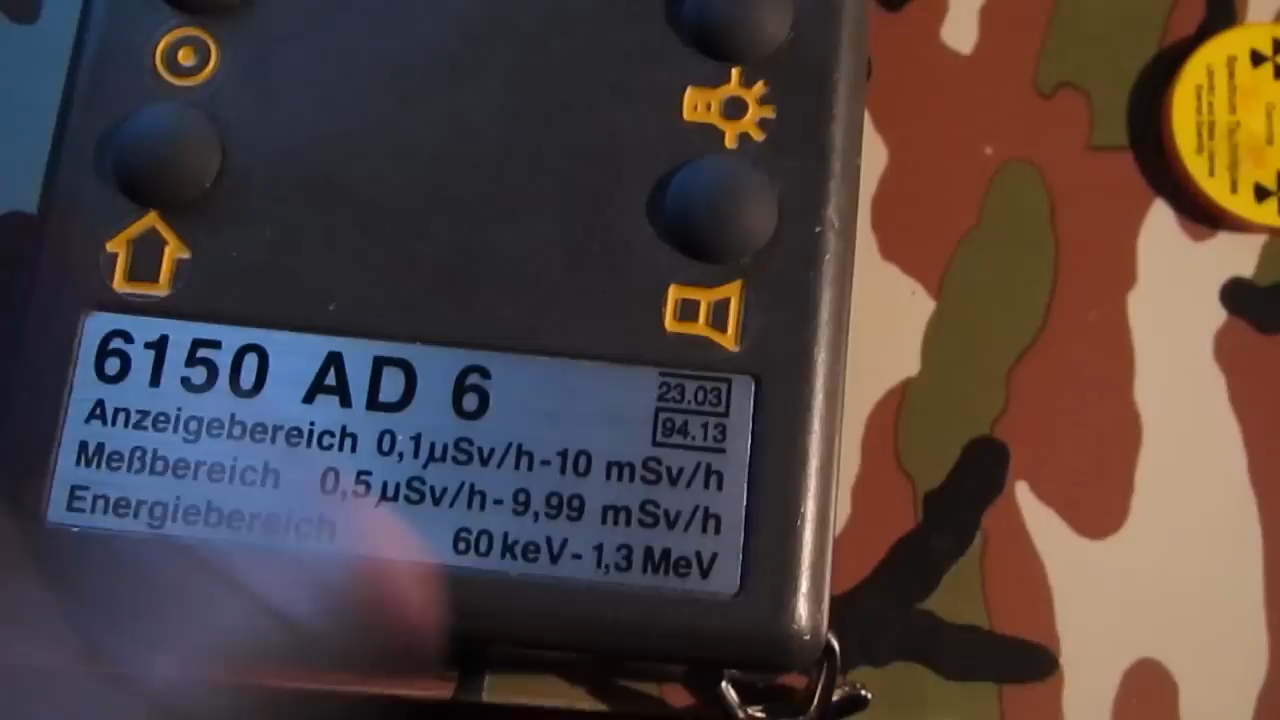 6150 AD 6
23.03
94.13
Anzeigebereich 0,1µSv/h-10 mSv/h
Meßbereich 0,5µSv/h-9,99 mSv/h
Energiebereich 60keV-1,3MeV